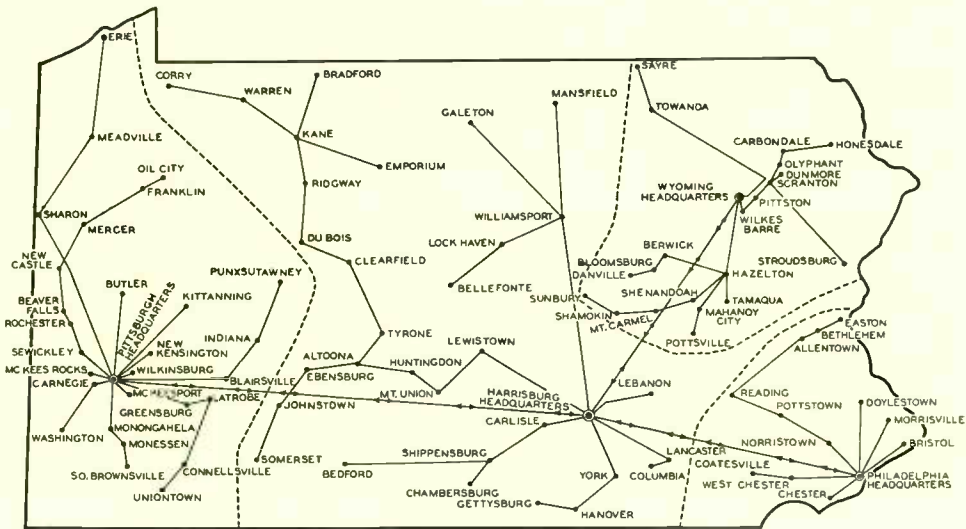 ERIE
CORRY
WARREN
BRADFORD
KANE
EMPORIUM
RIDGWAY
DU BOIS
CLEARFIELD
TYRONE
MEADVILLE
OIL CITY
FRANKLIN
SHARON
MERCER
NEW
CASTLE
BUTLER
PITTSBURGH
HEADQUARTERS
KITTANNING
PUNXSUTAWNEY
BEAVER
FALLS
ROCHESTER
INDIANA
SEWICKLEY
NEW
KENSINGTON
MC KEES ROCKS
WILKINSBURG
CARNEGIE
BLAIRSVILLE
MC KEESPORT
LATROBE
GREENSBURG
WASHINGTON
MONONGAHELA
MONESSEN
SO. BROWNSVILLE
CONNELLSVILLE
UNIONTOWN
ALTOONA
EBENSBURG
HUNTINGDON
LEWISTOWN
MT. UNION
JOHNSTOWN
SOMERSET
BEDFORD
GALETON
MANSFIELD
WILLIAMSPORT
LOCK HAVEN
BELLEFONTE
HARRISBURG
HEADQUARTERS
LEBANON
CARLISLE
SHIPPENSBURG
CHAMBERSBURG
GETTYSBURG
HANOVER
YORK
COLUMBIA
LANCASTER
SAYRE
TOWANDA
CARBONDALE
HONESDALE
OLYPHANT
DUNMORE
SCRANTON
WYOMING
HEADQUARTERS
PITTSTON
WILKES
BARRE
BERWICK
BLOOMSBURG
DANVILLE
STROUDSBURG
HAZELTON
SHENANDOAH
SUNBURY
SHAMOKIN
MT. CARMEL
MAHANOY
CITY
TAMAQUA
POTTSVILLE
EASTON
BETHLEHEM
ALLENTOWN
READING
POTTSTOWN
DOYLESTOWN
MORRISVILLE
NORRISTOWN
BRISTOL
COATESVILLE
WEST CHESTER
PHILADELPHIA
HEADQUARTERS
CHESTER